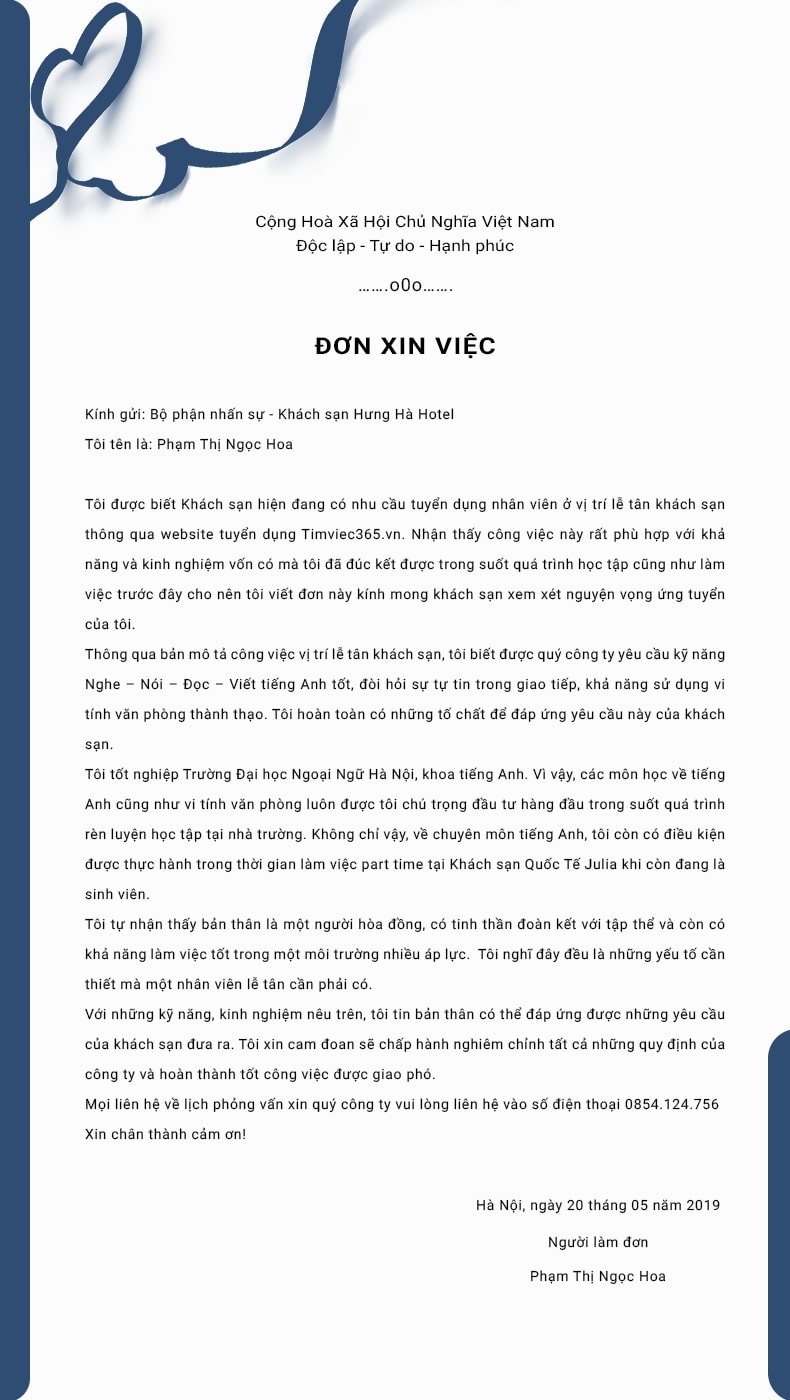 Cộng Hoà Xã Hội Chủ Nghĩa Việt Nam
Độc lập - Tự do - Hạnh phúc
…….o0o…….
ĐƠN XIN VIỆC
Kính gửi: Bộ phận nhấn sự - Khách sạn Hưng Hà Hotel
Tôi tên là: Phạm Thị Ngọc Hoa
Tôi được biết Khách sạn hiện đang có nhu cầu tuyển dụng nhân viên ở vị trí lễ tân khách sạn
thông qua website tuyển dụng Timviec365.vn. Nhận thấy công việc này rất phù hợp với khả
năng và kinh nghiệm vốn có mà tôi đã đúc kết được trong suốt quá trình học tập cũng như làm
việc trước đây cho nên tôi viết đơn này kính mong khách sạn xem xét nguyện vọng ứng tuyển
của tôi.
Thông qua bản mô tả công việc vị trí lễ tân khách sạn, tôi biết được quý công ty yêu cầu kỹ năng
Nghe – Nói – Đọc – Viết tiếng Anh tốt, đòi hỏi sự tự tin trong giao tiếp, khả năng sử dụng vi
tính văn phòng thành thạo. Tôi hoàn toàn có những tố chất để đáp ứng yêu cầu này của khách
sạn.
Tôi tốt nghiệp Trường Đại học Ngoại Ngữ Hà Nội, khoa tiếng Anh. Vì vậy, các môn học về tiếng
Anh cũng như vi tính văn phòng luôn được tôi chú trọng đầu tư hàng đầu trong suốt quá trình
rèn luyện học tập tại nhà trường. Không chỉ vậy, về chuyên môn tiếng Anh, tôi còn có điều kiện
được thực hành trong thời gian làm việc part time tại Khách sạn Quốc Tế Julia khi còn đang là
sinh viên.
Tôi tự nhận thấy bản thân là một người hòa đồng, có tinh thần đoàn kết với tập thể và còn có
khả năng làm việc tốt trong một môi trường nhiều áp lực. Tôi nghĩ đây đều là những yếu tố cần
thiết mà một nhân viên lễ tân cần phải có.
Với những kỹ năng, kinh nghiệm nêu trên, tôi tin bản thân có thể đáp ứng được những yêu cầu
của khách sạn đưa ra. Tôi xin cam đoan sẽ chấp hành nghiêm chỉnh tất cả những quy định của
công ty và hoàn thành tốt công việc được giao phó.
Mọi liên hệ về lịch phỏng vấn xin quý công ty vui lòng liên hệ vào số điện thoại 0854.124.756
Xin chân thành cảm ơn!
Hà Nội, ngày 20 tháng 05 năm 2019
Người làm đơn
Phạm Thị Ngọc Hoa